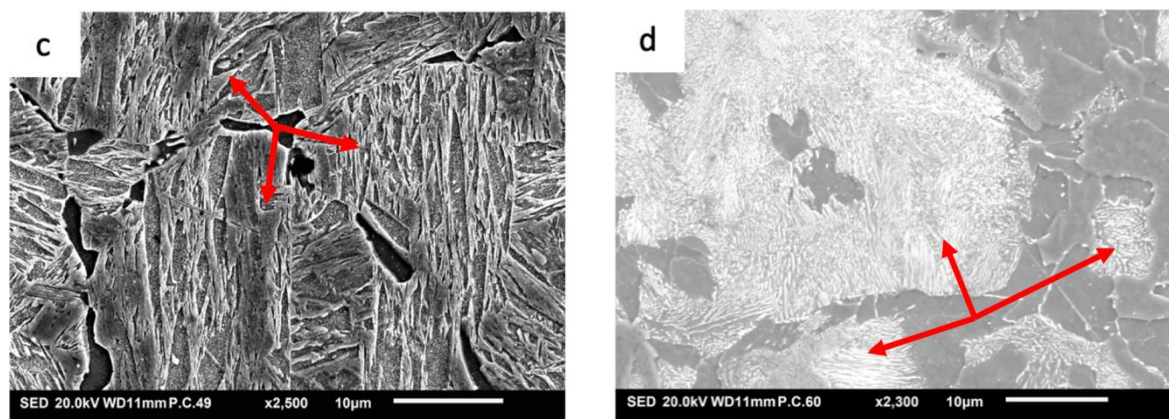 c
d
SED 20.0kV WD11mm P.C.49 x2,500 10μm
SED 20.0kV WD11mm P.C.60 x2,300 10μm